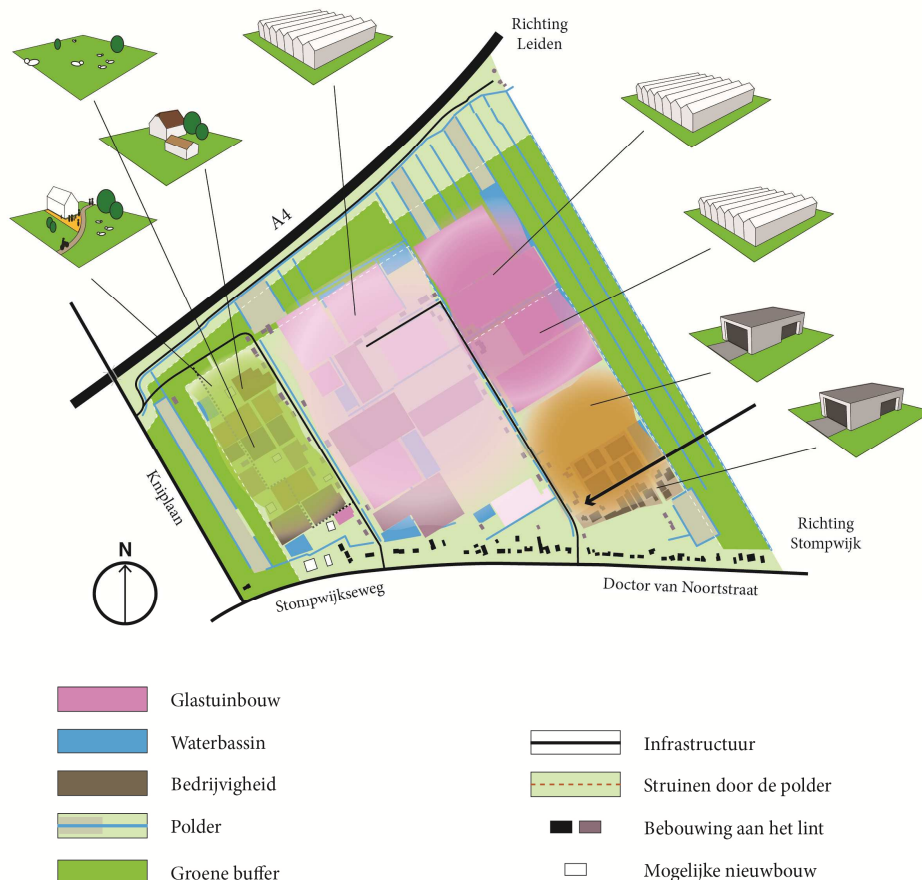 Richting
Leiden
A4
Kniplaan
N
Richting
Stompwijk
Stompwijkseweg
Doctor van Noortstraat
Glastuinbouw
Waterbassin
Bedrijvigheid
Polder
Groene buffer
Infrastructuur
Struinen door de polder
Bebouwing aan het lint
Mogelijke nieuwbouw